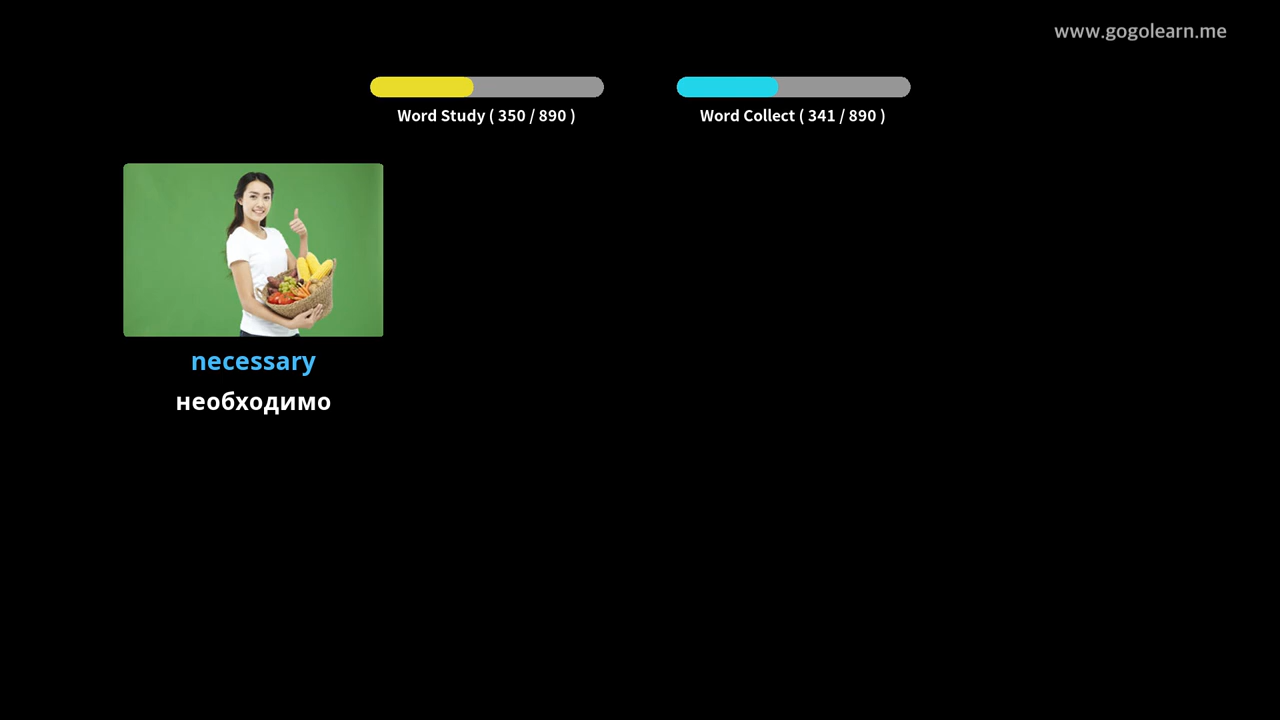 www.gogolearn.me
Word Study ( 350 / 890 )
Word Collect ( 341 / 890 )
necessary
необходимо